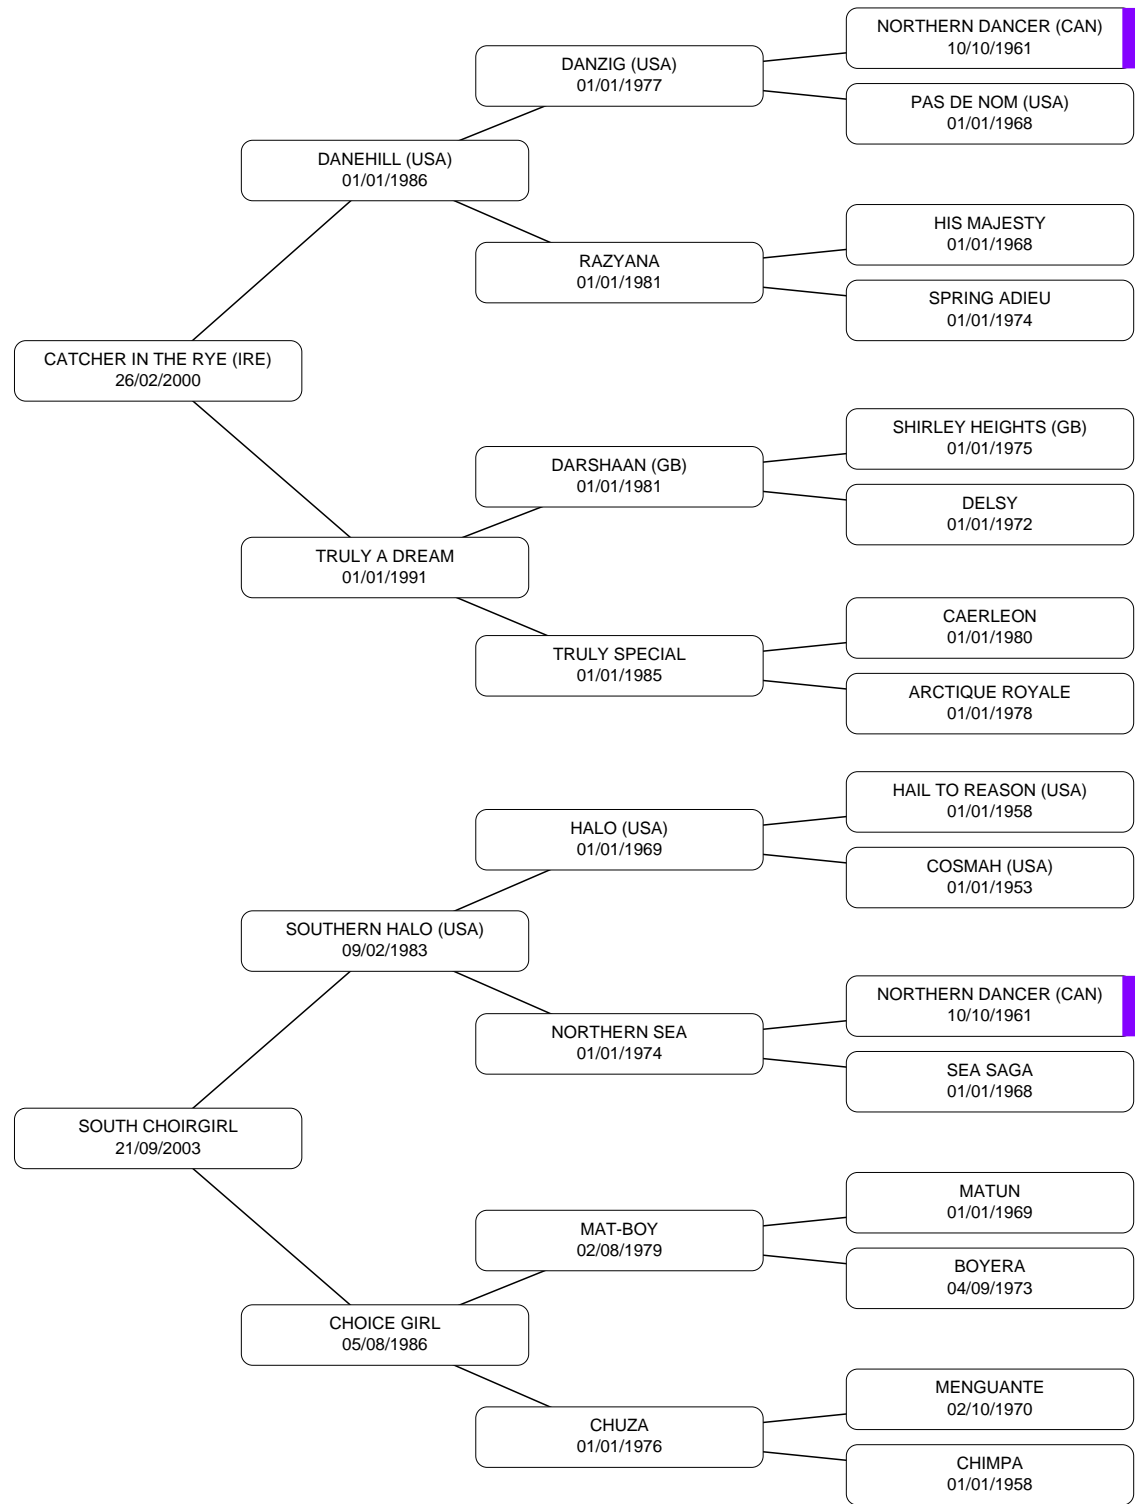 NORTHERN DANCER (CAN)
10/10/1961
DANZIG (USA)
01/01/1977
PAS DE NOM (USA)
01/01/1968
DANEHILL (USA)
01/01/1986
HIS MAJESTY
01/01/1968
RAZYANA
01/01/1981
SPRING ADIEU
01/01/1974
CATCHER IN THE RYE (IRE)
26/02/2000
SHIRLEY HEIGHTS (GB)
01/01/1975
DARSHAAN (GB)
01/01/1981
DELSY
01/01/1972
TRULY A DREAM
01/01/1991
CAERLEON
01/01/1980
TRULY SPECIAL
01/01/1985
ARCTIQUE ROYALE
01/01/1978
HAIL TO REASON (USA)
01/01/1958
HALO (USA)
01/01/1969
COSMAH (USA)
01/01/1953
SOUTHERN HALO (USA)
09/02/1983
NORTHERN DANCER (CAN)
10/10/1961
NORTHERN SEA
01/01/1974
SEA SAGA
01/01/1968
SOUTH CHOIRGIRL
21/09/2003
MATUN
01/01/1969
MAT-BOY
02/08/1979
BOYERA
04/09/1973
CHOICE GIRL
05/08/1986
MENGUANTE
02/10/1970
CHUZA
01/01/1976
CHIMPA
01/01/1958